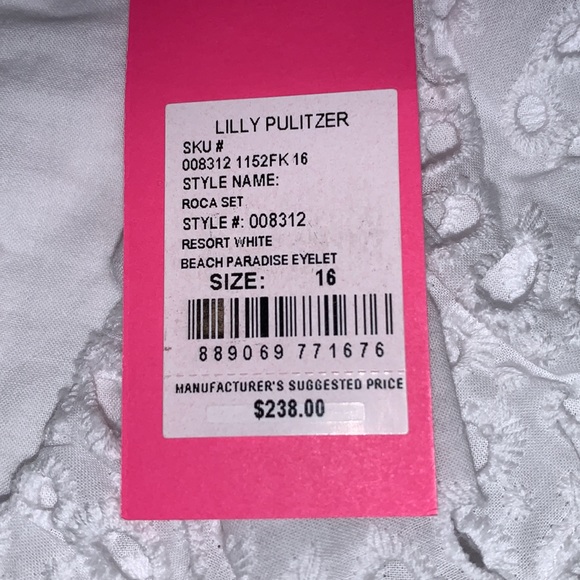 LILLY PULITZER
SKU #
008312 1152FK 16
STYLE NAME:
ROCA SET
STYLE #: 008312
RESORT WHITE
BEACH PARADISE EYELET
SIZE: 16
889069 771676
MANUFACTURER'S SUGGESTED PRICE
$238.00